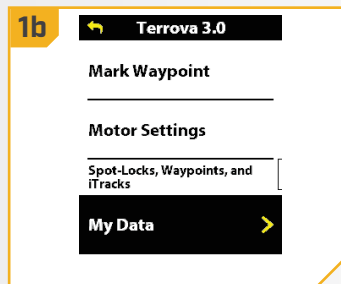 1b
Terrova 3.0
Mark Waypoint
Motor Settings
Spot-Locks, Waypoints, and
iTracks
My Data